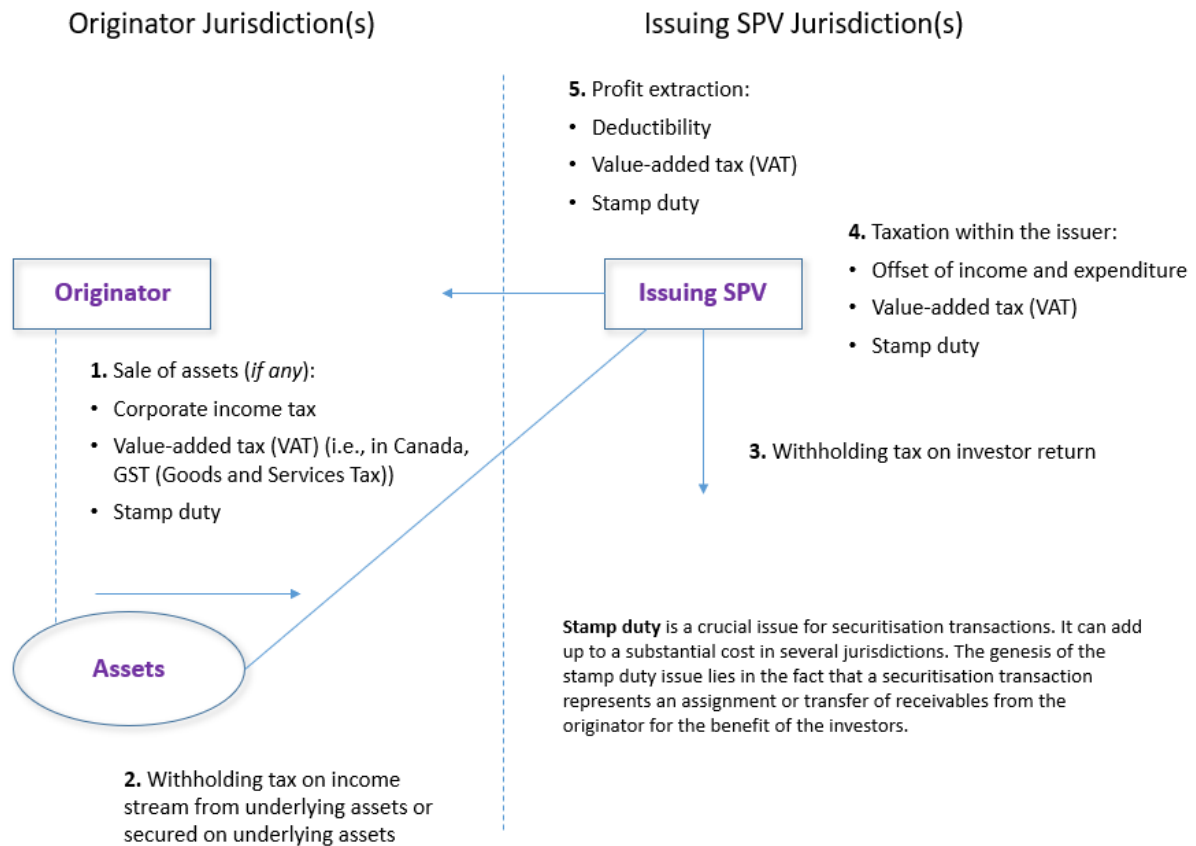 Originator Jurisdiction(s)
Issuing SPV Jurisdiction(s)
5. Profit extraction:
• Deductibility
• Value-added tax (VAT)
• Stamp duty
4. Taxation within the issuer:
• Offset of income and expenditure
• Value-added tax (VAT)
• Stamp duty
Originator
Issuing SPV
1. Sale of assets (if any):
• Corporate income tax
• Value-added tax (VAT) (i.e., in Canada,
GST (Goods and Services Tax))
• Stamp duty
3. Withholding tax on investor return
Assets
Stamp duty is a crucial issue for securitisation transactions. It can add
up to a substantial cost in several jurisdictions. The genesis of the
stamp duty issue lies in the fact that a securitisation transaction
represents an assignment or transfer of receivables from the
originator for the benefit of the investors.
2. Withholding tax on income
stream from underlying assets or
secured on underlying assets